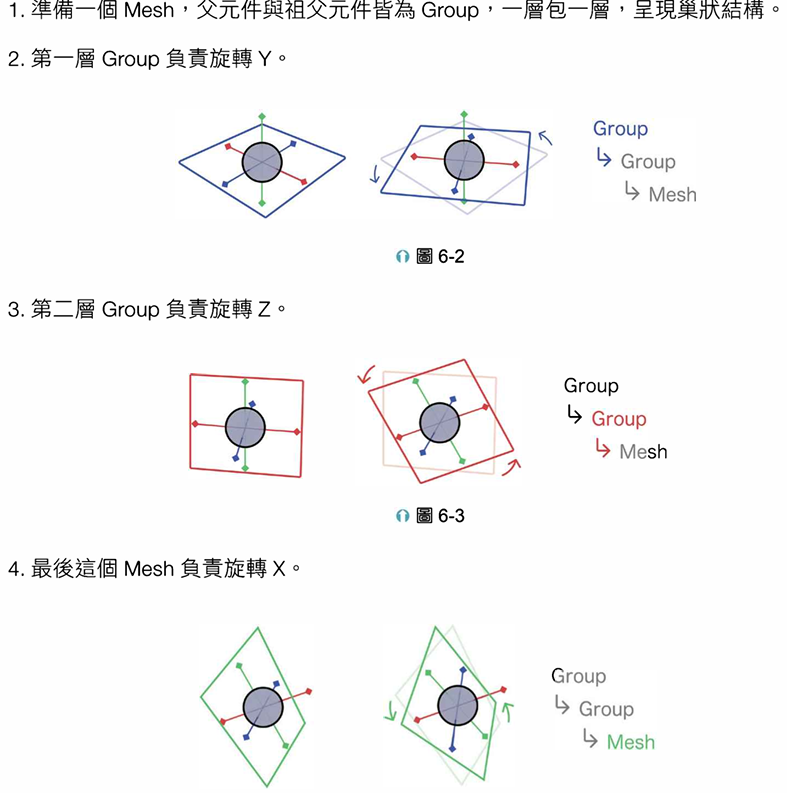 1. 準備一個 Mesh，父元件與祖父元件皆為 Group，一層包一層，呈現巢狀結構。
2. 第一層 Group 負責旋轉 Y。
Group
↳ Group
↳ Mesh
圖 6-2
3. 第二層 Group 負責旋轉 Z。
Group
↳ Group
↳ Mesh
圖 6-3
4. 最後這個 Mesh 負責旋轉 X。
Group
↳ Group
↳ Mesh